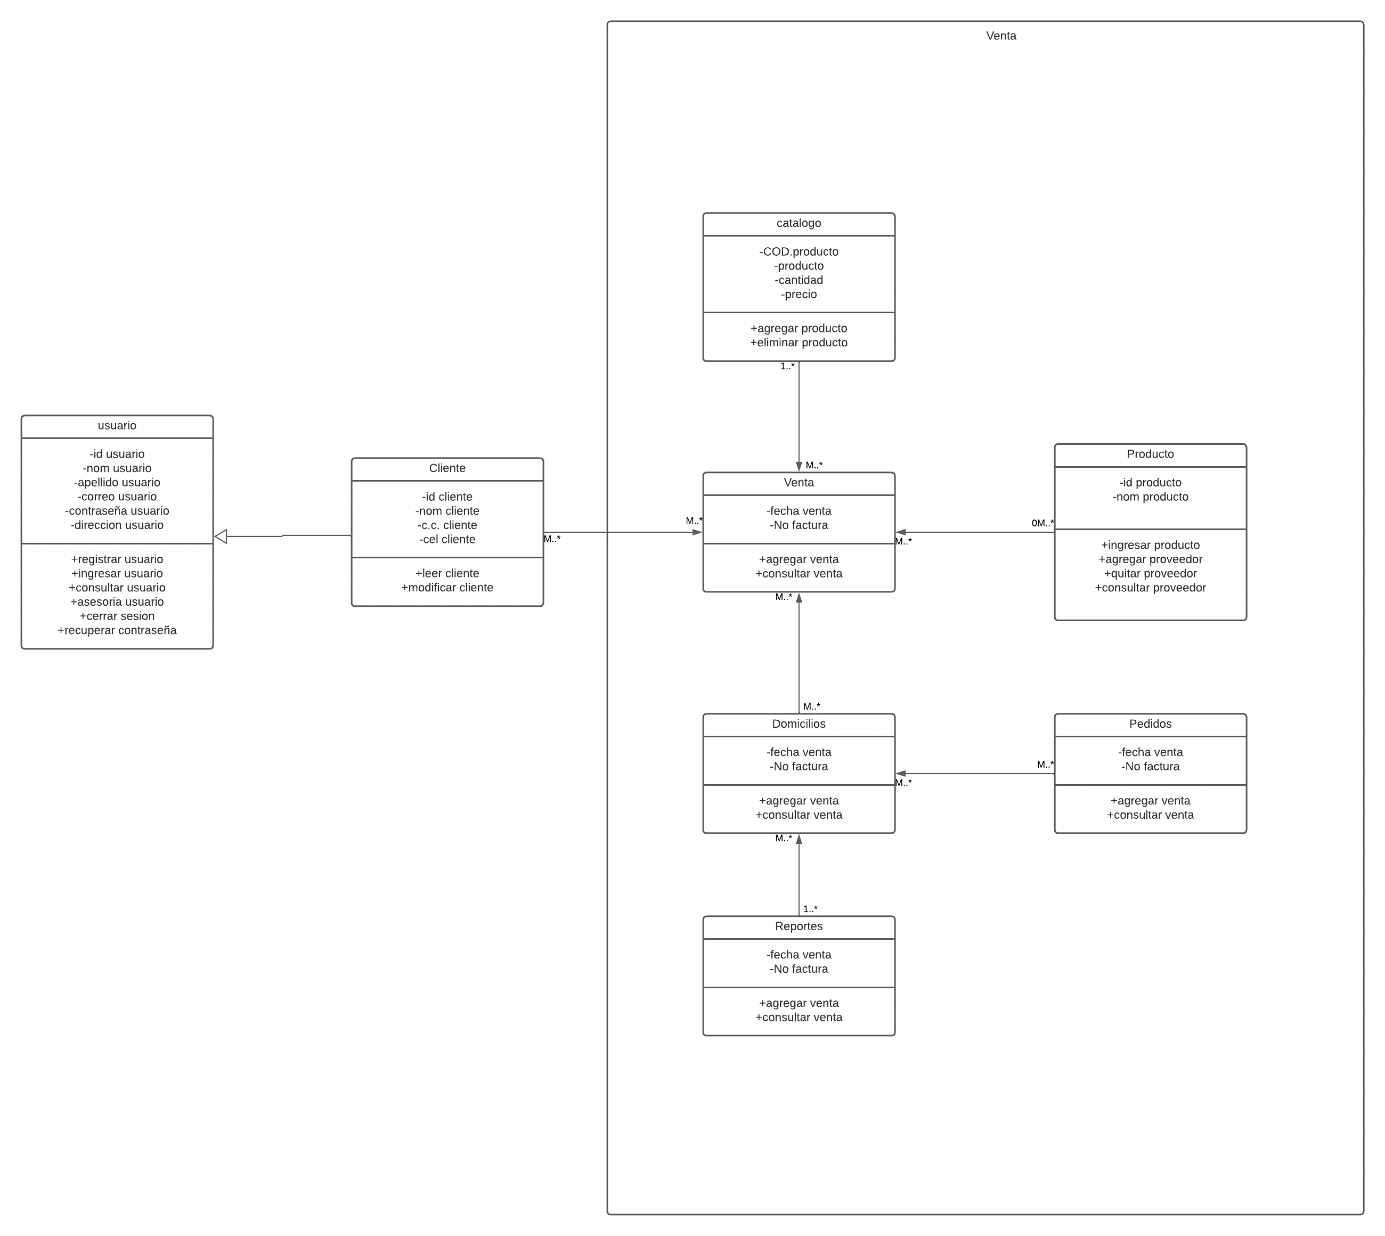 Venta
catalogo
-COD.producto
-producto
-cantidad
-precio
+agregar producto
+eliminar producto
1..*
M..*
usuario
-id usuario
-nom usuario
-apellido usuario
-correo usuario
-contraseña usuario
-direccion usuario
+registrar usuario
+ingresar usuario
+consultar usuario
+asesoria usuario
+cerrar sesion
+recuperar contraseña
Cliente
-id cliente
-nom cliente
-c.c. cliente
-cel cliente
+leer cliente
+modificar cliente
M..*
M..*
Venta
-fecha venta
-No factura
+agregar venta
+consultar venta
M..*
0M..*
M..*
Producto
-id producto
-nom producto
+ingresar producto
+agregar proveedor
+quitar proveedor
+consultar proveedor
M..*
Domicilios
-fecha venta
-No factura
+agregar venta
+consultar venta
M..*
M..*
M..*
Pedidos
-fecha venta
-No factura
+agregar venta
+consultar venta
1..*
Reportes
-fecha venta
-No factura
+agregar venta
+consultar venta